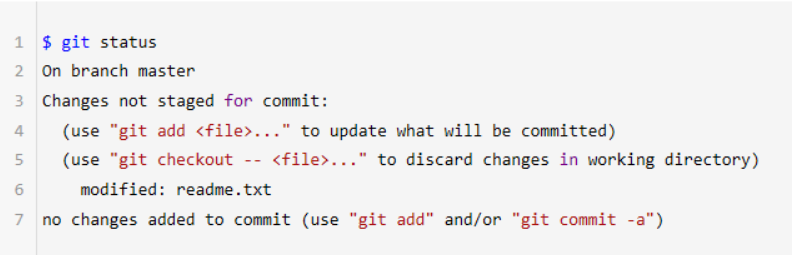 1 $ git status
2 On branch master
3 Changes not staged for commit:
4 (use "git add <file>..." to update what will be committed)
5 (use "git checkout -- <file>..." to discard changes in working directory)
6 modified: readme.txt
7 no changes added to commit (use "git add" and/or "git commit -a")